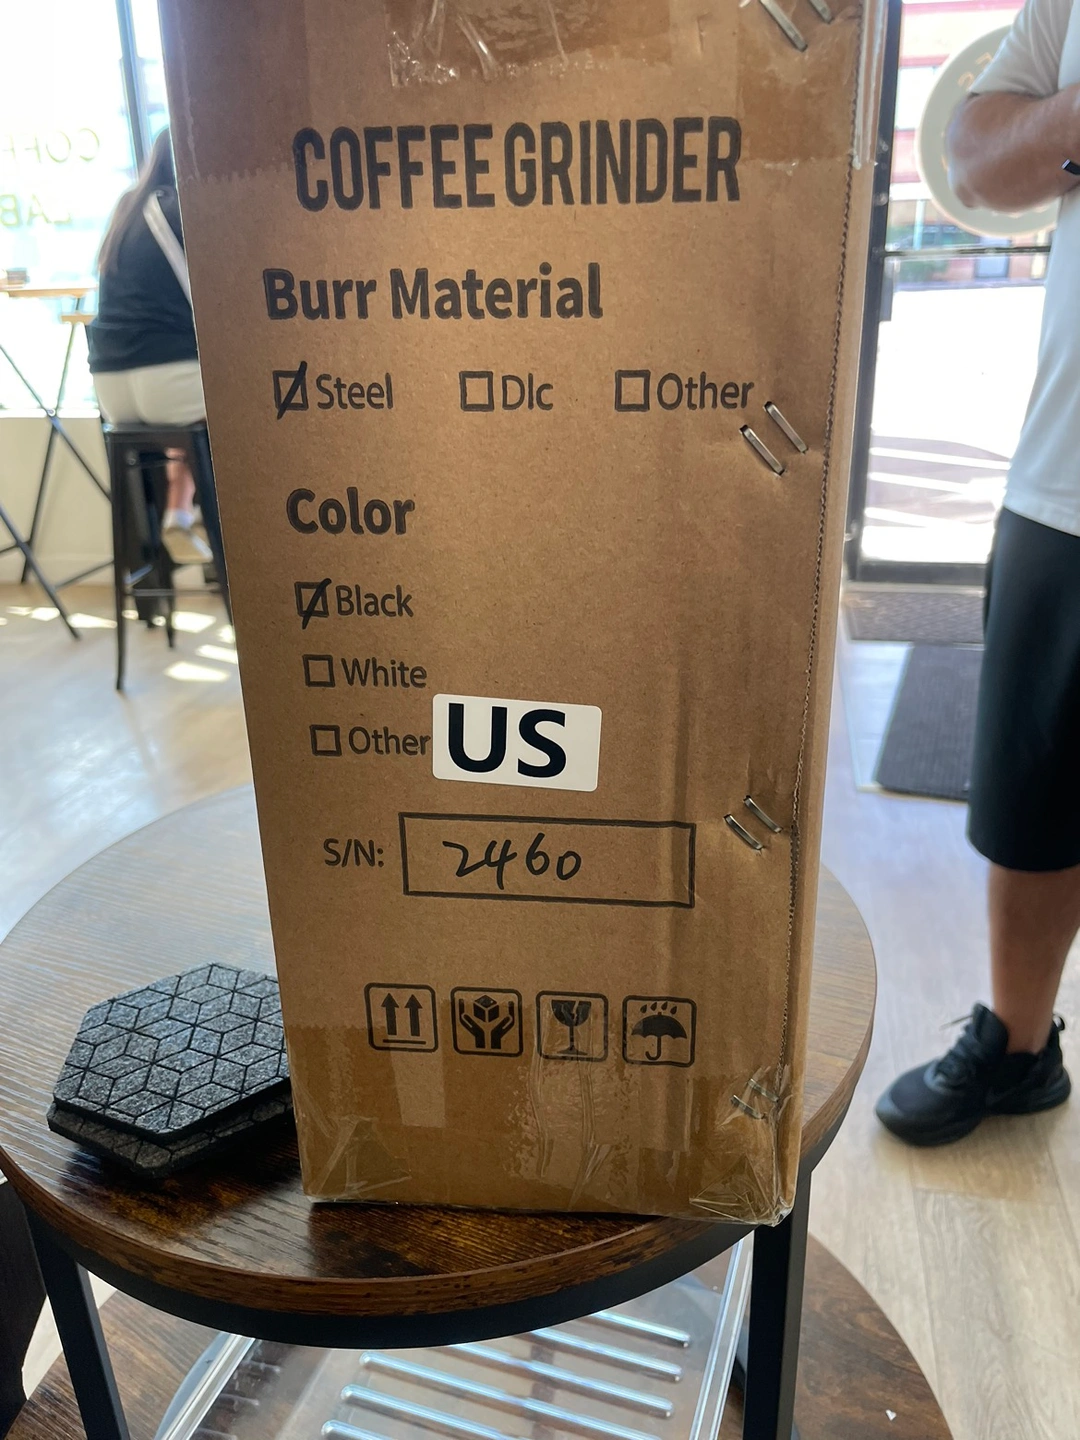 COFFEE GRINDER
Burr Material
Steel Dlc Other
Color
Black
White
Other
US
S/N: 2460